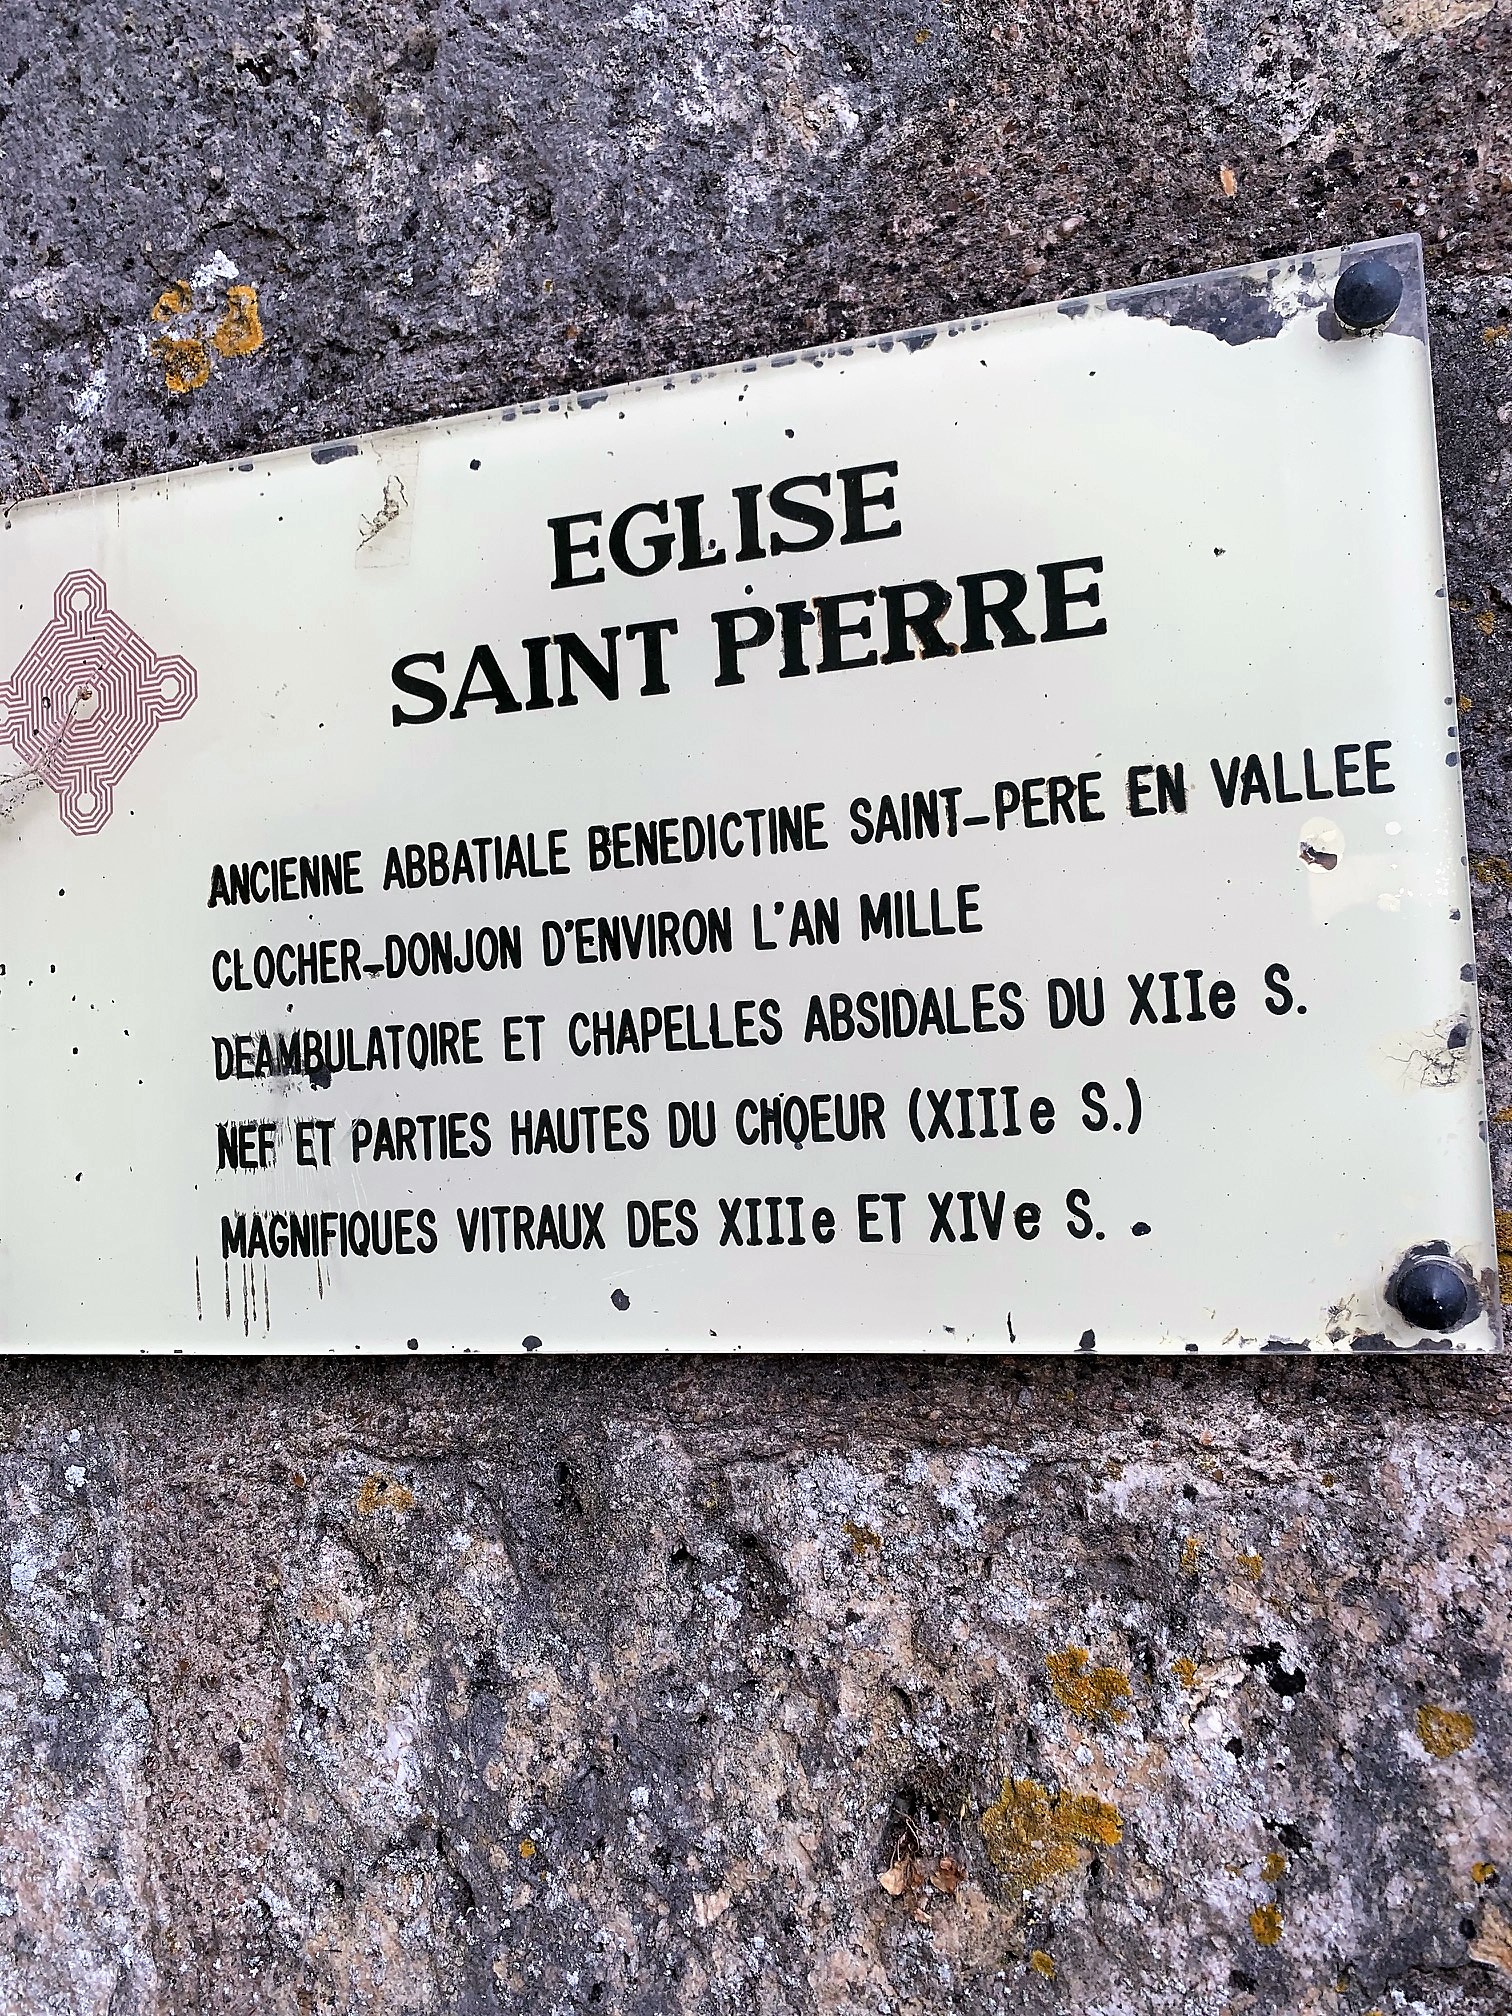 EGLISE
SAINT PIERRE
ANCIENNE ABBATIALE BENEDICTINE SAINT-PERE EN VALLEE
CLOCHER-DONJON D'ENVIRON L'AN MILLE
DEAMBULATOIRE ET CHAPELLES ABSIDALES DU XIIe S.
NEF ET PARTIES HAUTES DU CHOEUR (XIIIe S.)
MAGNIFIQUES VITRAUX DES XIIIe ET XIVe S.